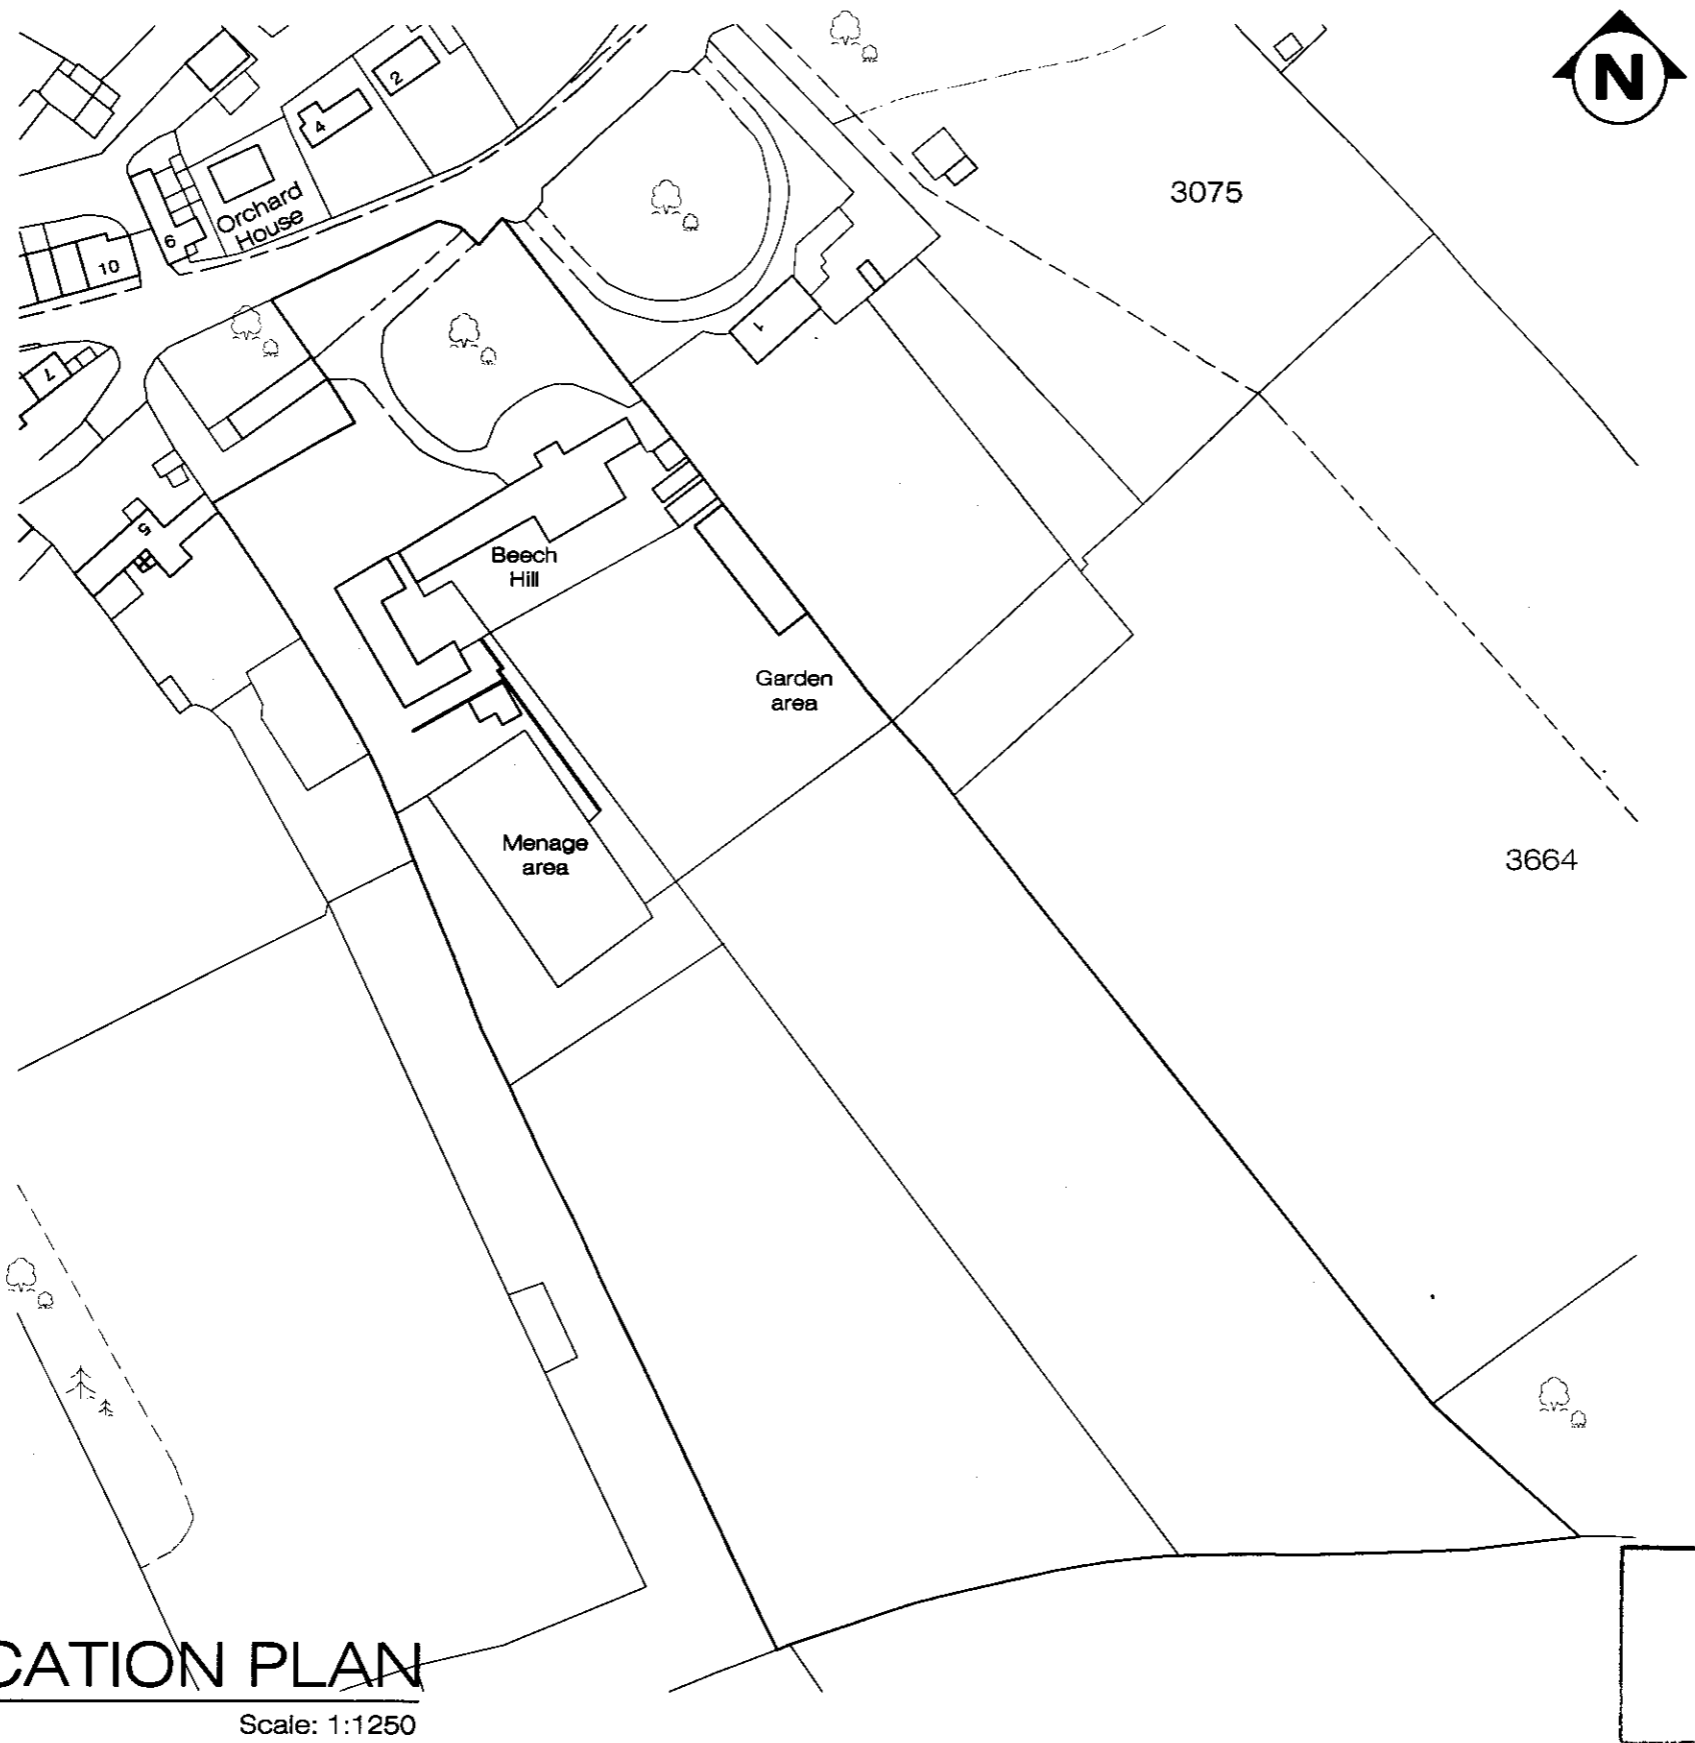 N
2
4
3075
Orchard
House
6
10
1
7
5
Beech
Hill
Garden
area
Menage
area
3664
CATION PLAN
Scale: 1:1250